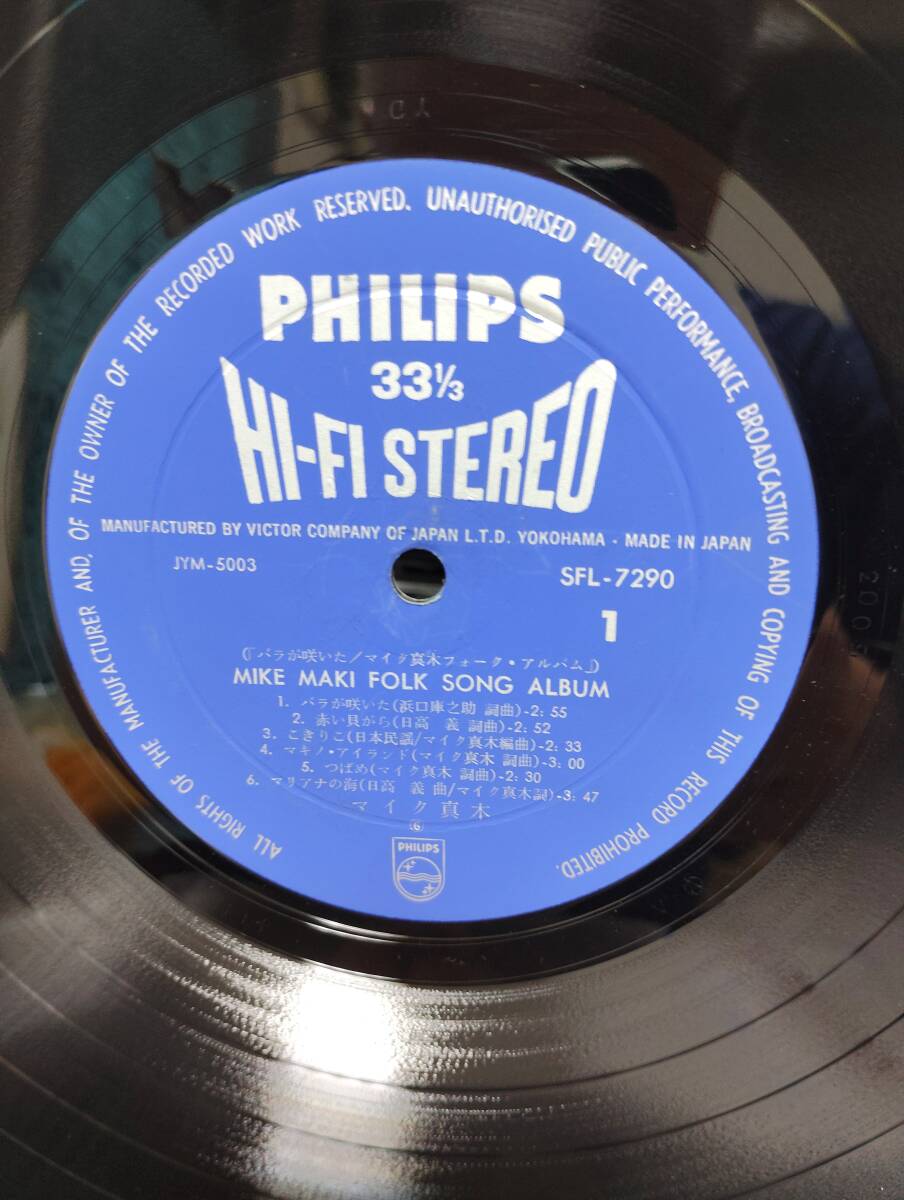 ALL RIGHTS OF THE MANUFACTURER AND, OF THE OWNER OF THE RECORDED WORK RESERVED. UNAUTHORISED PUBLIC PERFORMANCE, BROADCASTING AND COPYING OF THIS RECORD PROHIBITED.
PHILIPS
33⅓
HI-FI STEREO
MANUFACTURED BY VICTOR COMPANY OF JAPAN L.T.D. YOKOHAMA - MADE IN JAPAN
JYM-5003
SFL-7290
1
(「バラが咲いた/マイク真木フォーク・アルバム」)
MIKE MAKI FOLK SONG ALBUM
1. バラが咲いた(浜口庫之助 詞曲)-2: 55
2. 赤い貝がら(日高 義 詞曲)-2: 52
3. こきりこ(日本民謡/マイク真木編曲)-2: 33
4. マキノ・アイランド(マイク真木 詞曲)-3: 00
5. つばめ(マイク真木 詞曲)-2: 30
6. マリアナの海(日高 義 曲/マイク真木詞)-3: 47
マイク真木
Ⓖ
PHILIPS